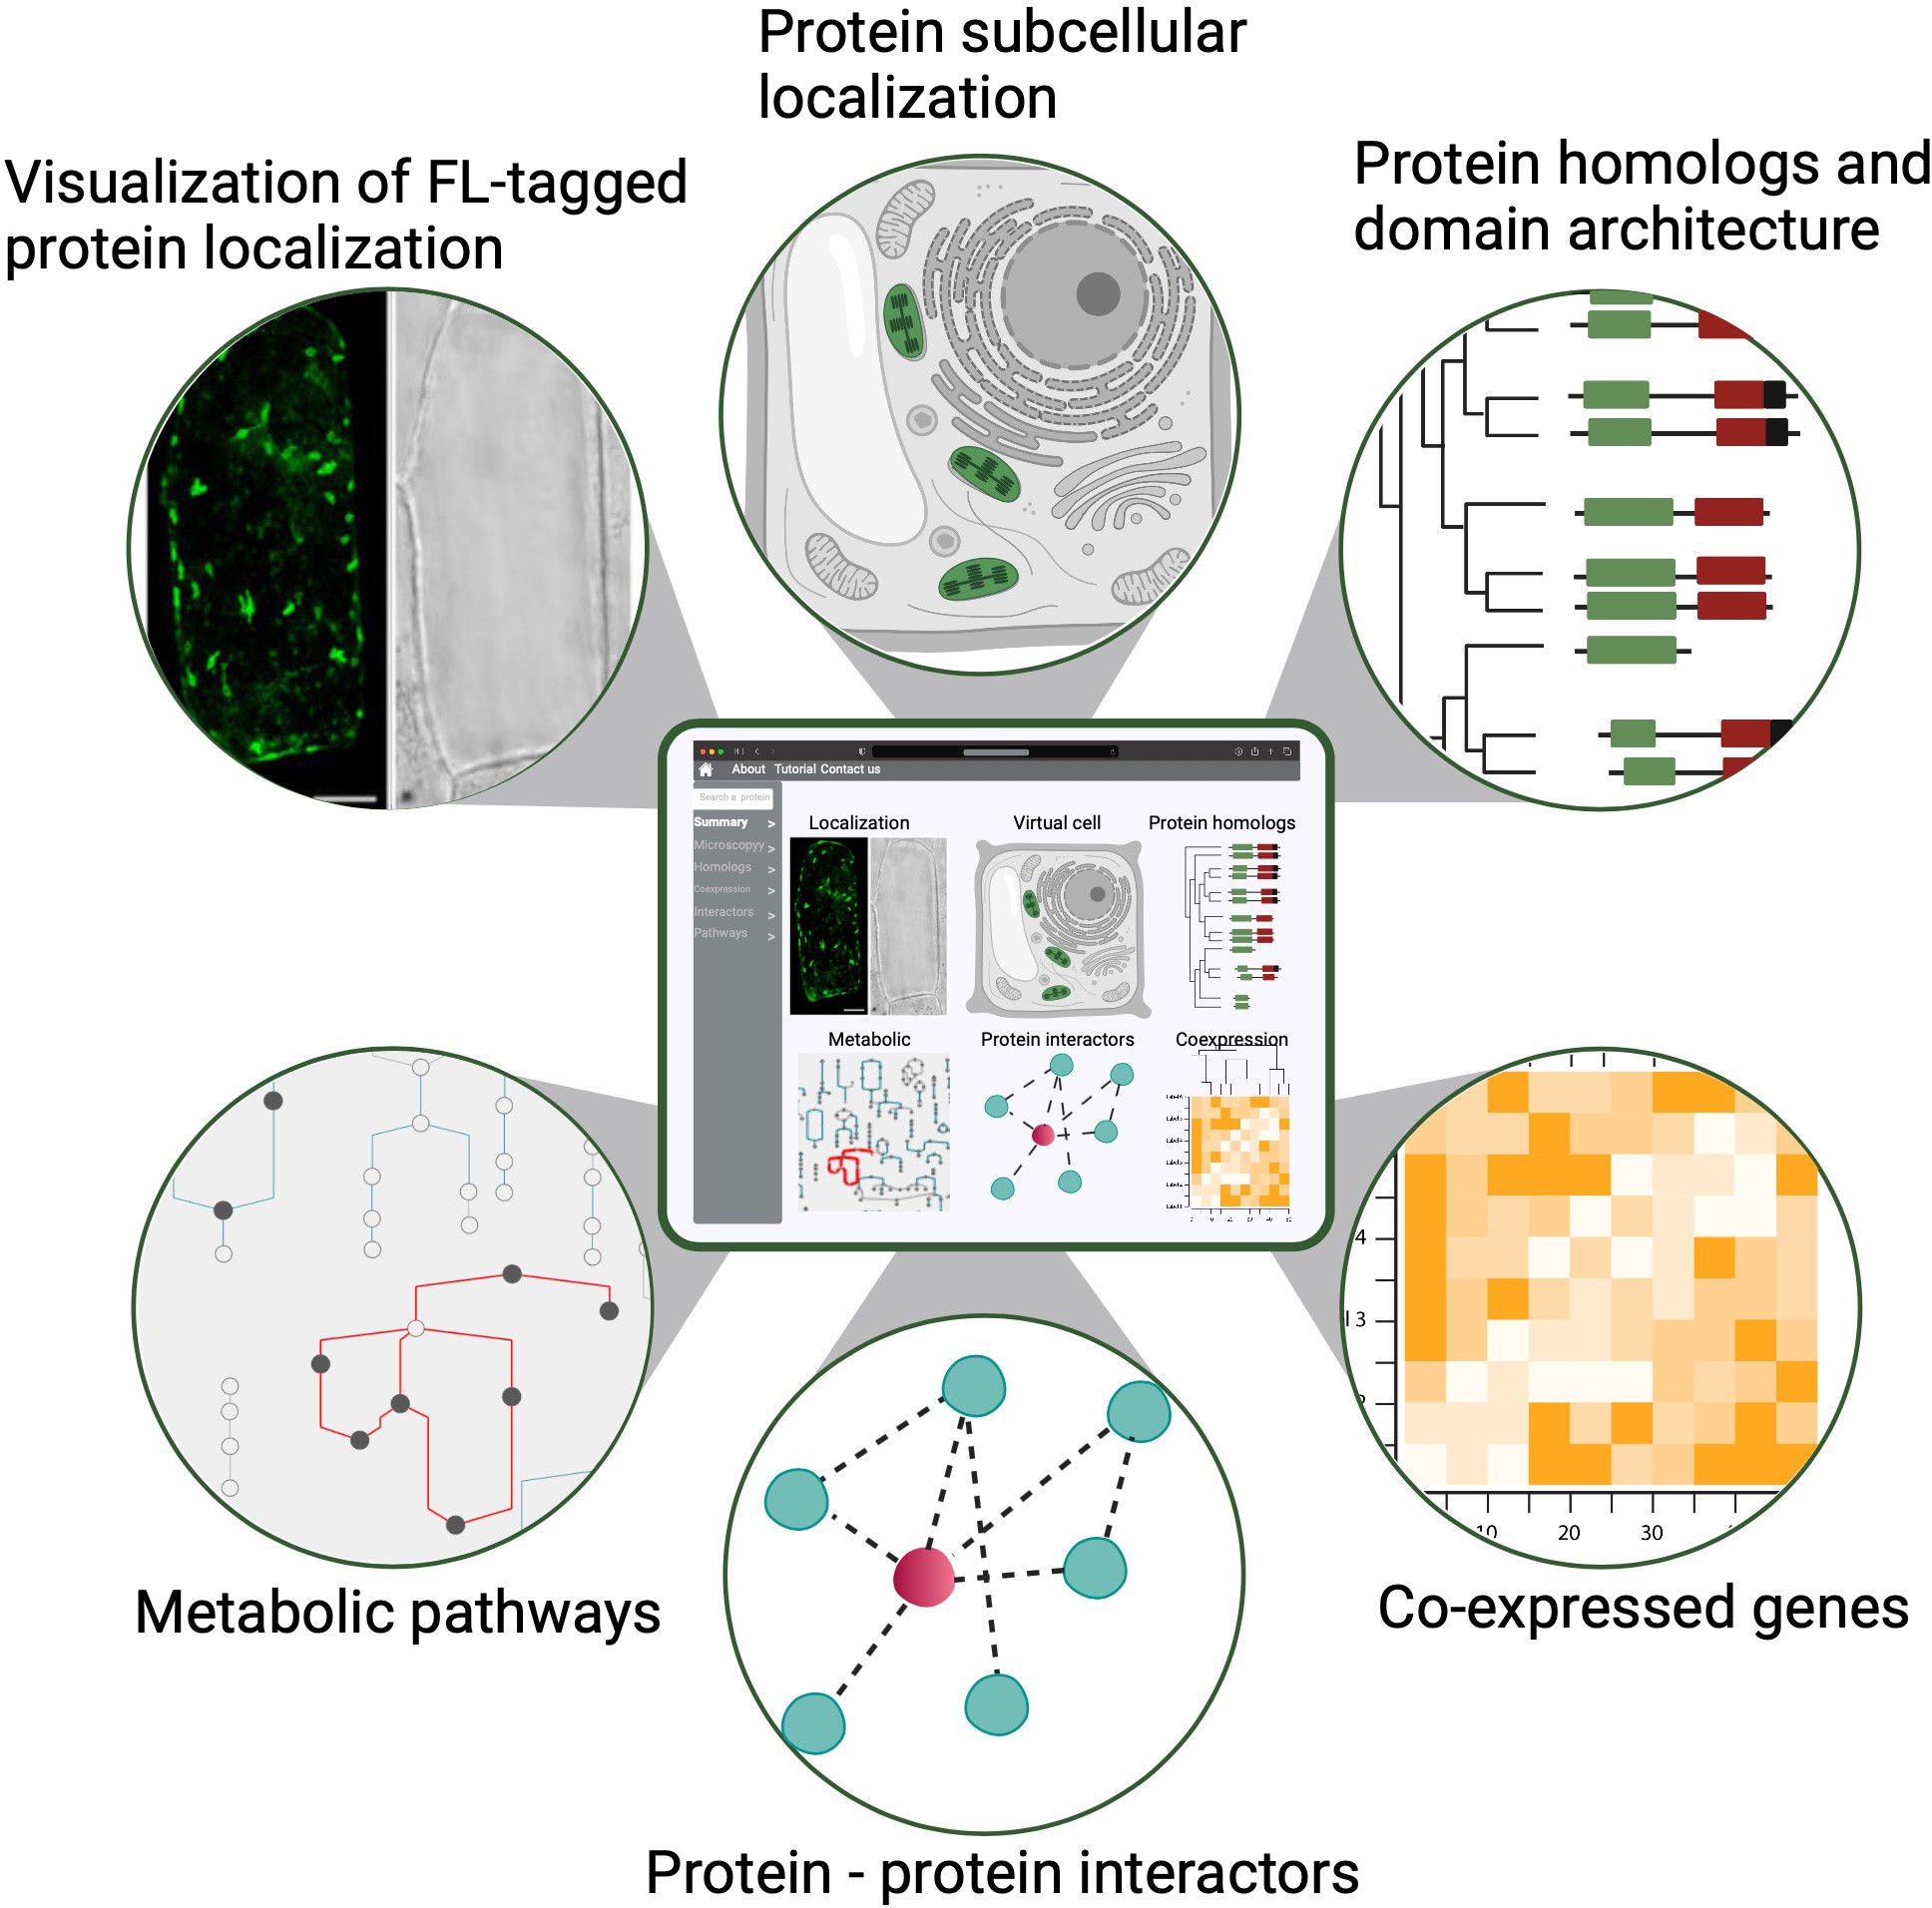 Protein subcellular
localization
Visualization of FL-tagged
protein localization
Protein homologs and
domain architecture
About Tutorial Contact us
Search a protein
Summary >
Microscopyy >
Homologs >
Coexpression >
Interactors >
Pathways >
Localization
Virtual cell
Protein homologs
Metabolic
Protein interactors
Coexpression
4
3
10
20
30
Metabolic pathways
Co-expressed genes
Protein - protein interactors